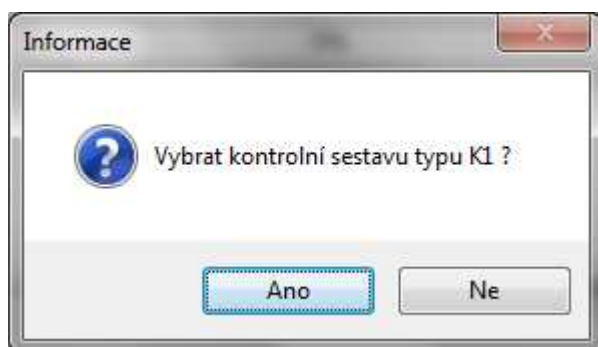 Informace
Vybrat kontrolní sestavu typu K1 ?
Ano
Ne